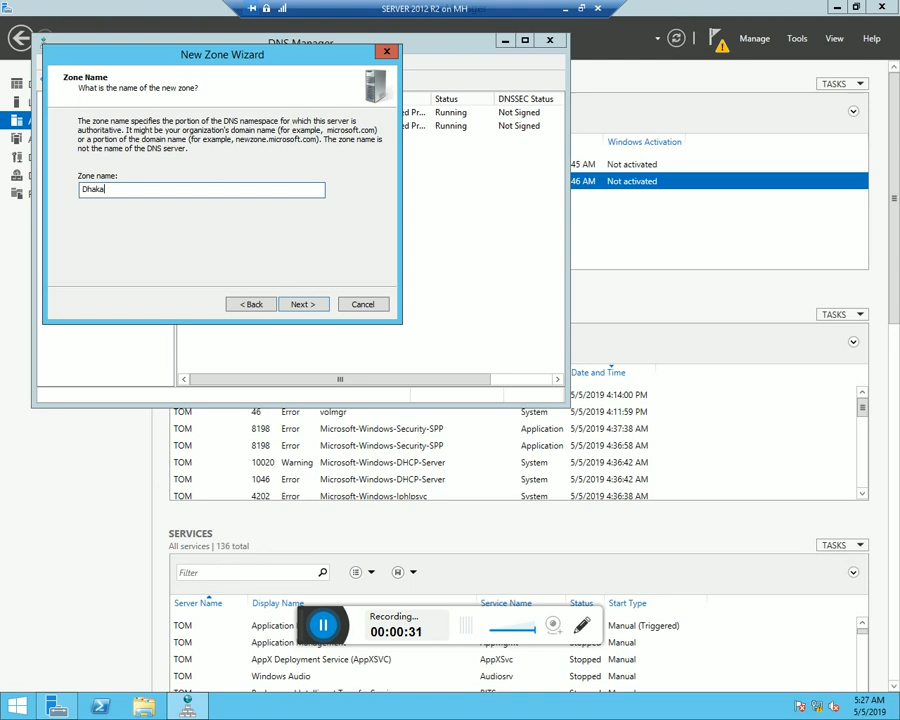 SERVER 2012 R2 on MH
DNS Manager
Manage
Tools
View
Help
New Zone Wizard
Zone Name
What is the name of the new zone?
The zone name specifies the portion of the DNS namespace for which this server is
authoritative. It might be your organization's domain name (for example, microsoft.com)
or a portion of the domain name (for example, newzone.microsoft.com). The zone name is
not the name of the DNS server.
Zone name:
Dhaka
< Back
Next >
Cancel
Status
DNSSEC Status
Pr...
Running
Not Signed
Pr...
Running
Not Signed
TASKS
Windows Activation
45 AM
Not activated
46 AM
Not activated
TASKS
Date and Time
5/5/2019 4:14:00 PM
TOM 46 Error volmgr System 5/5/2019 4:11:59 PM
TOM 8198 Error Microsoft-Windows-Security-SPP Application 5/5/2019 4:37:38 AM
TOM 8198 Error Microsoft-Windows-Security-SPP Application 5/5/2019 4:36:58 AM
TOM 10020 Warning Microsoft-Windows-DHCP-Server System 5/5/2019 4:36:42 AM
TOM 1046 Error Microsoft-Windows-DHCP-Server System 5/5/2019 4:36:42 AM
TOM 4202 Error Microsoft-Windows-Iphlpsvc System 5/5/2019 4:36:38 AM
SERVICES
All services | 136 total
TASKS
Filter
Server Name Display Name Service Name Status Start Type
TOM Application Manual (Triggered)
TOM Application Stopped Manual
TOM AppX Deployment Service (AppXSVC) AppXSvc Stopped Manual
TOM Windows Audio Audiosrv Stopped Manual
Recording...
00:00:31
5:27 AM
5/5/2019